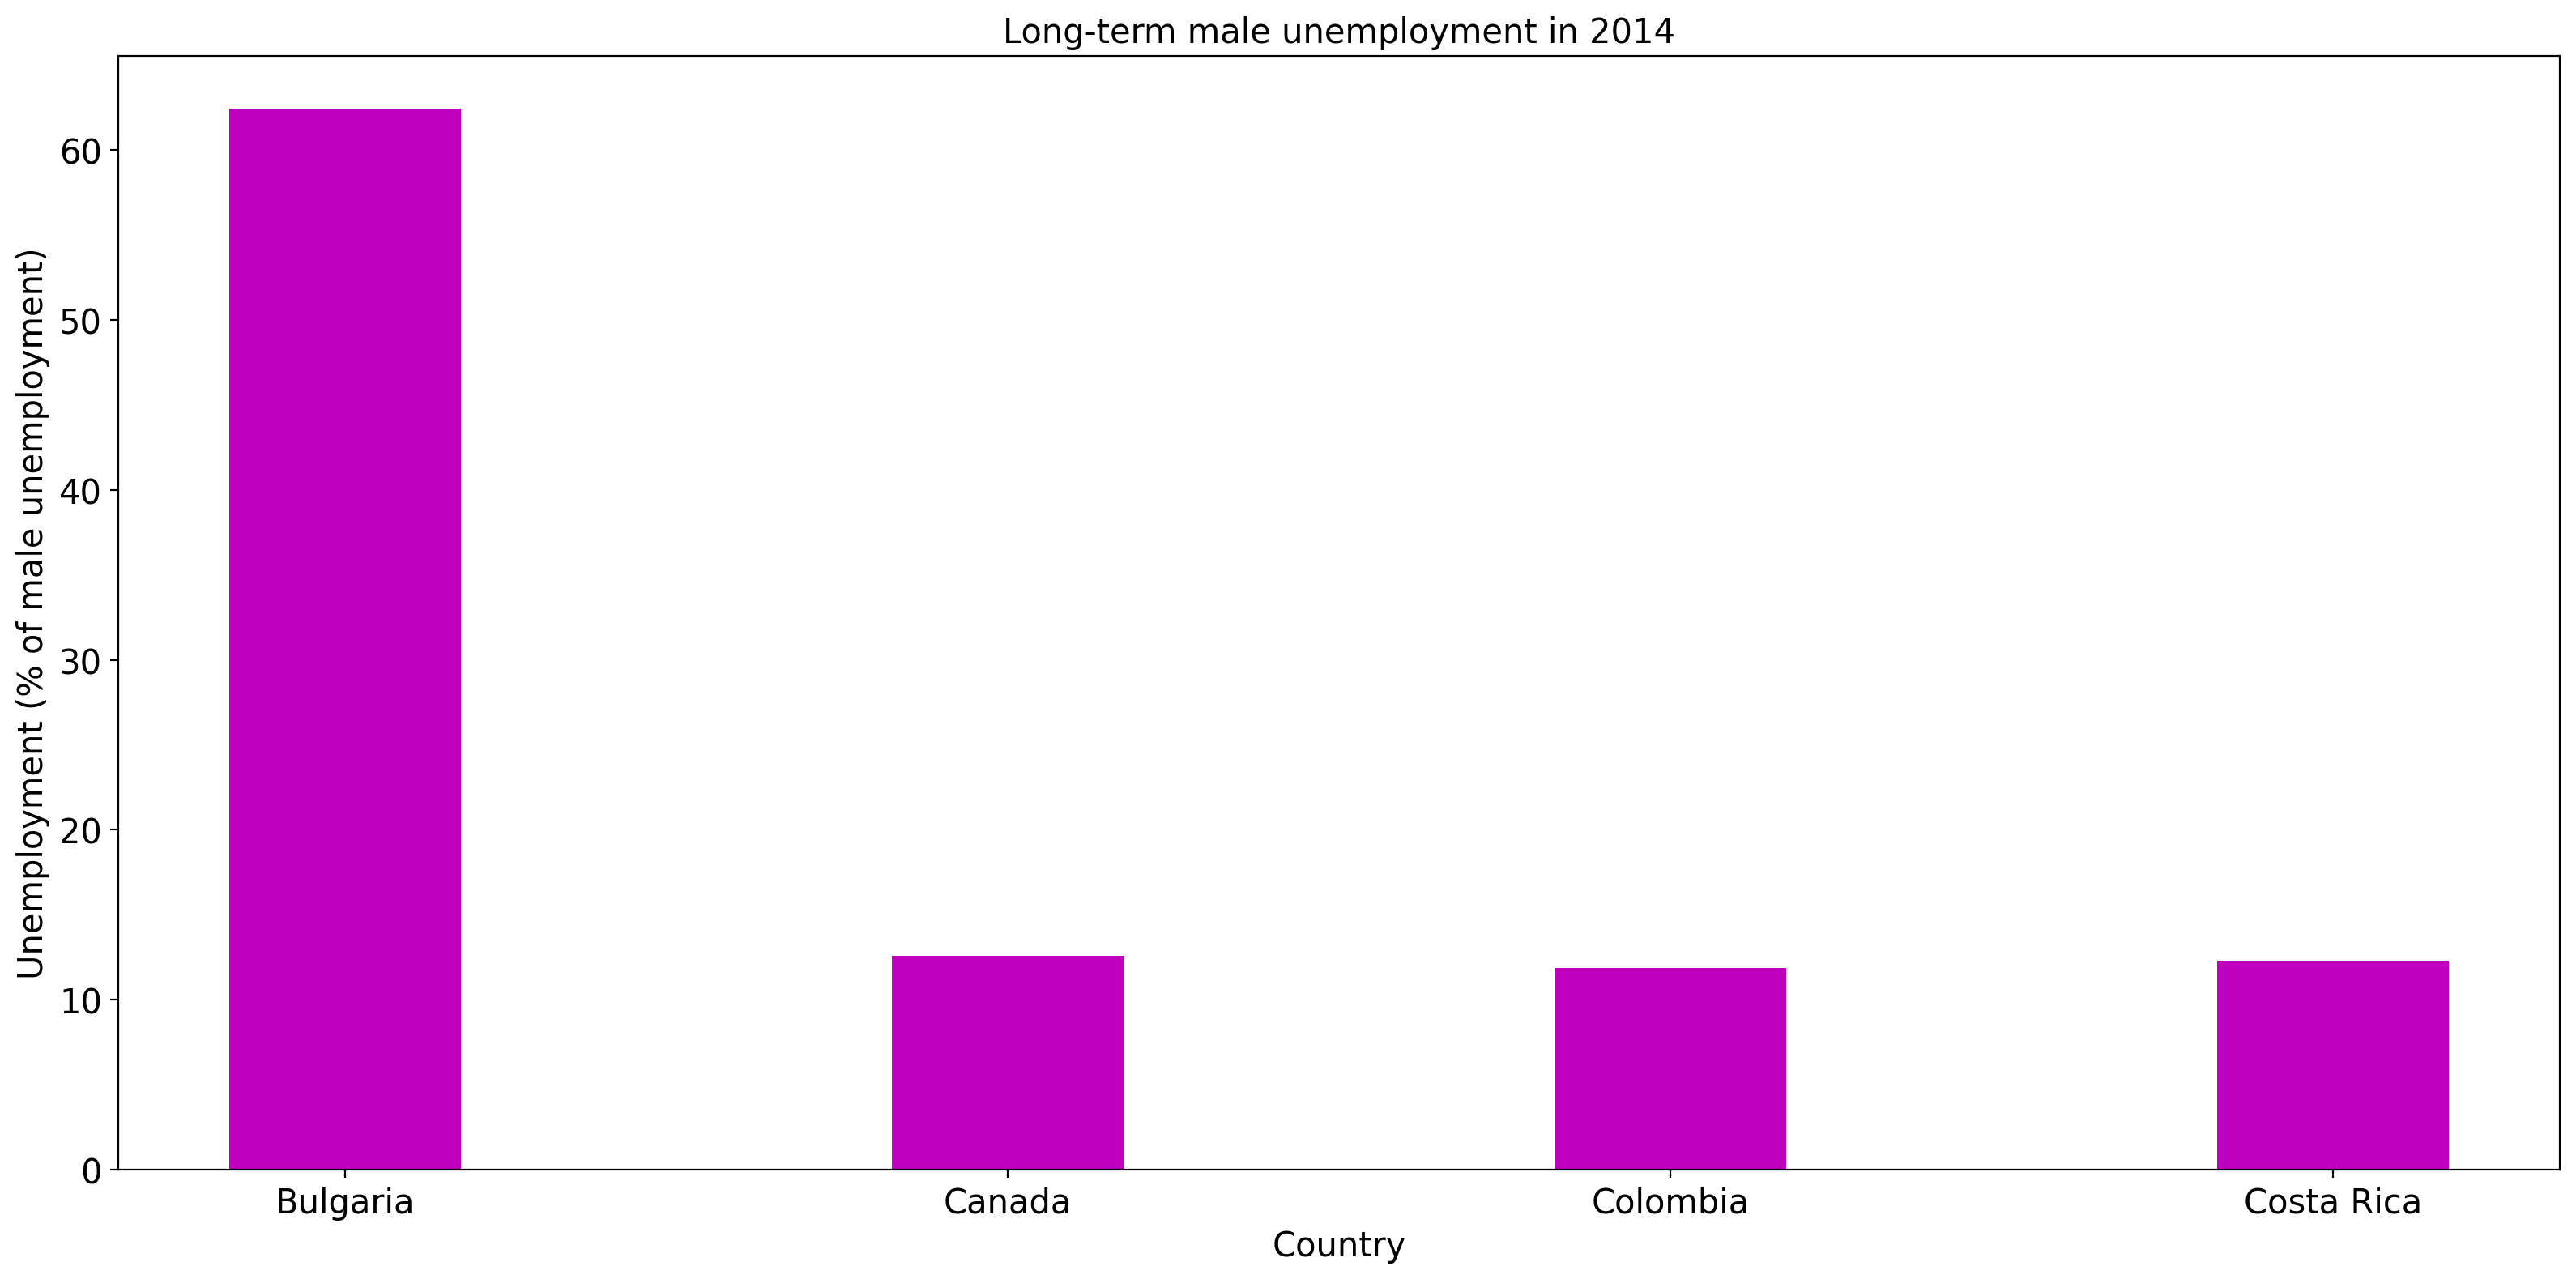 Long-term male unemployment in 2014
Unemployment (% of male unemployment)
60
50
40
30
20
10
0
Bulgaria
Canada
Colombia
Costa Rica
Country